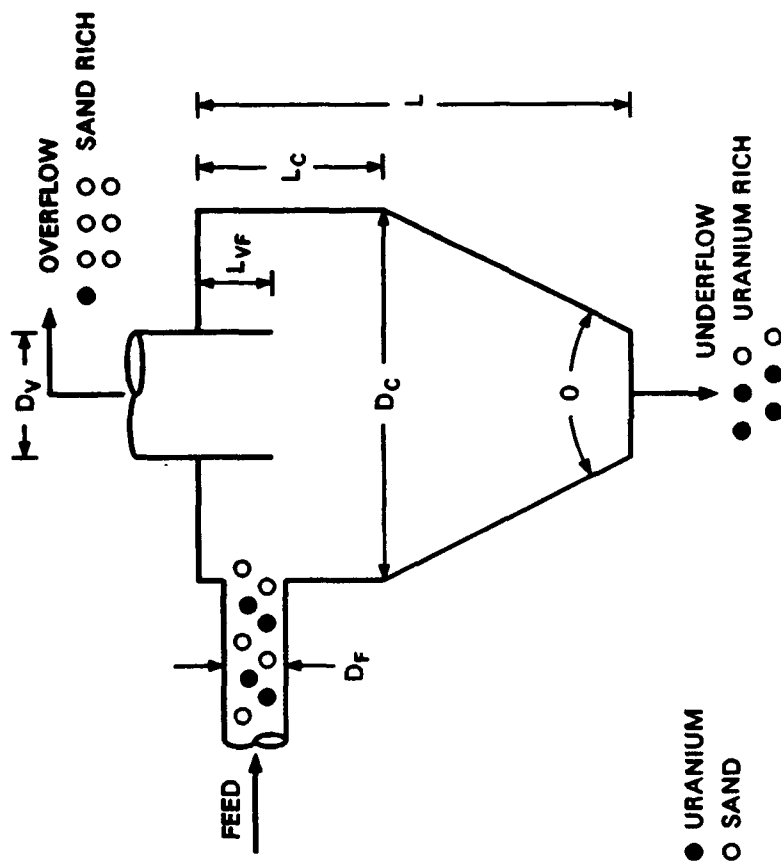 OVERFLOW
SAND RICH
D_V
L_VF
L_C
L
FEED
D_F
D_C
O
UNDERFLOW
URANIUM RICH
URANIUM
SAND